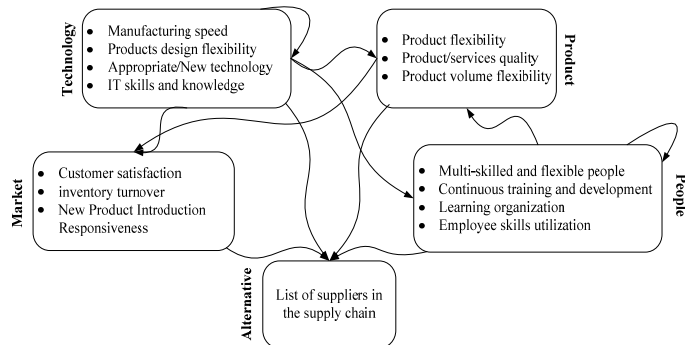 Technology
• Manufacturing speed
• Products design flexibility
• Appropriate/New technology
• IT skills and knowledge
• Product flexibility
• Product/services quality
• Product volume flexibility
Product
Market
• Customer satisfaction
• inventory turnover
• New Product Introduction
Responsiveness
• Multi-skilled and flexible people
• Continuous training and development
• Learning organization
• Employee skills utilization
People
Alternative
List of suppliers in
the supply chain